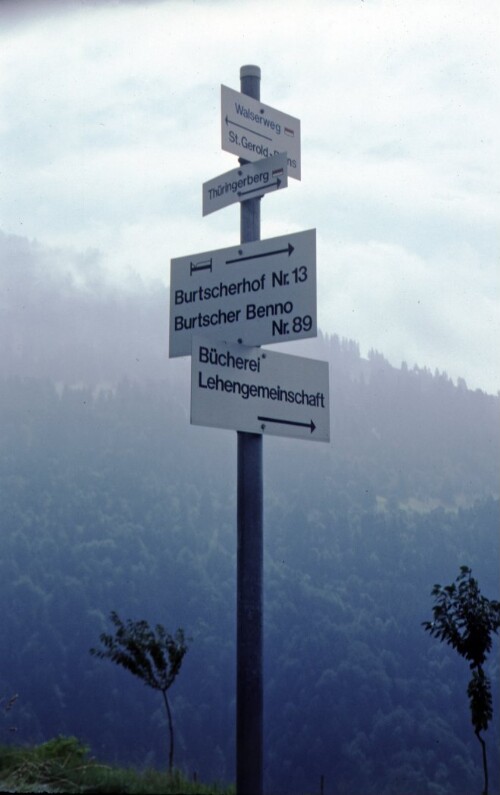 Walserweg
St. Gerold-
Thüringerberg
Burtscherhof Nr. 13
Burtscher Benno
Nr. 89
Bücherei
Lehengemeinschaft